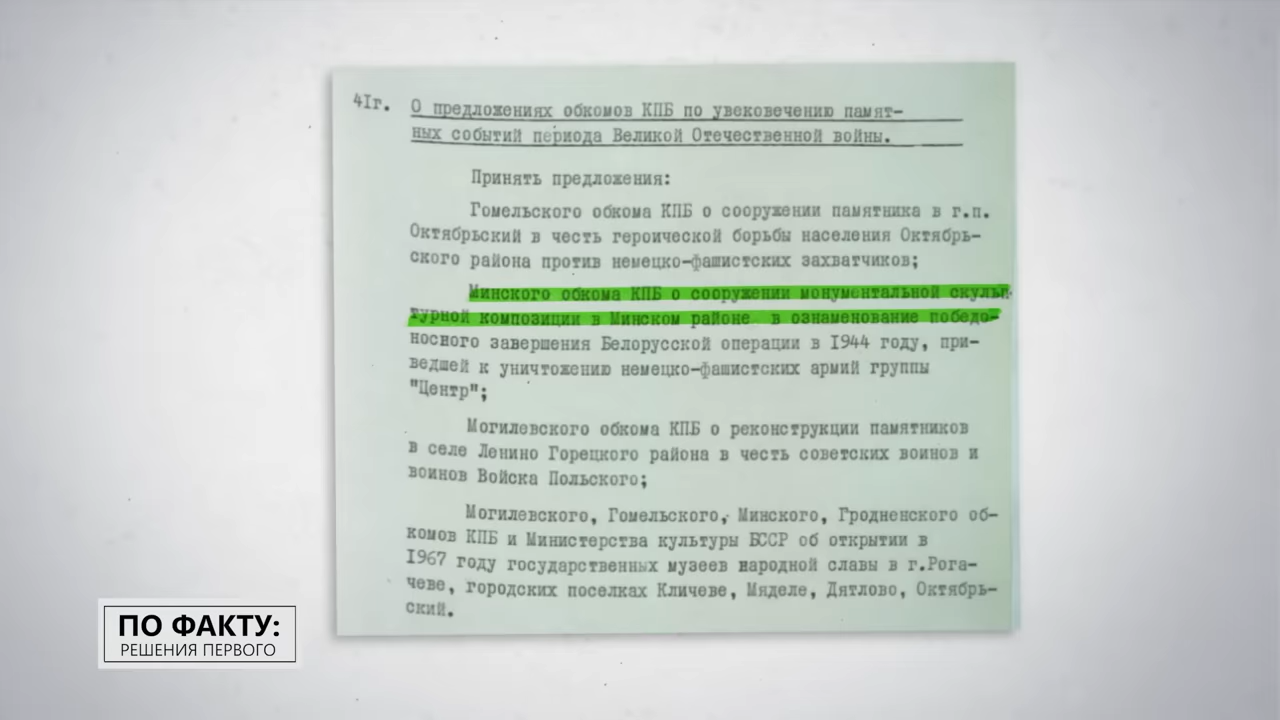 41г. О предложениях обкомов КПБ по увековечению памят-
ных событий периода Великой Отечественной войны.
Принять предложения:
Гомельского обкома КПБ о сооружении памятника в г.п.
Октябрьский в честь героической борьбы населения Октябрь-
ского района против немецко-фашистских захватчиков;
Минского обкома КПБ о сооружении монументальной скульп-
турной композиции в Минском районе в ознаменование победо-
носного завершения Белорусской операции в 1944 году, при-
ведшей к уничтожению немецко-фашистских армий группы
"Центр";
Могилевского обкома КПБ о реконструкции памятников
в селе Ленино Горецкого района в честь советских воинов и
воинов Войска Польского;
Могилевского, Гомельского, Минского, Гродненского об-
комов КПБ и Министерства культуры БССР об открытии в
1967 году государственных музеев народной славы в г.Рога-
чеве, городских поселках Кличеве, Мяделе, Дятлово, Октябрь-
ский.
ПО ФАКТУ:
РЕШЕНИЯ ПЕРВОГО